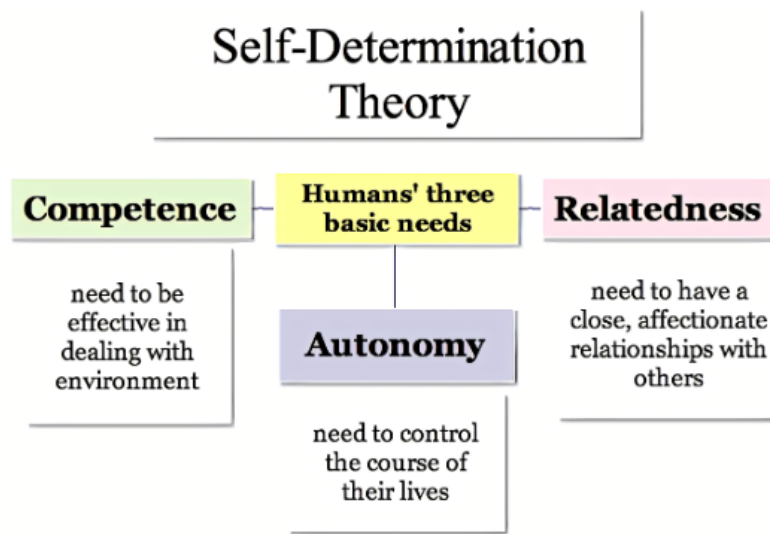 Self-Determination
Theory
Humans' three
basic needs
Competence
Relatedness
need to be
effective in
dealing with
environment
Autonomy
need to control
the course of
their lives
need to have a
close, affectionate
relationships with
others